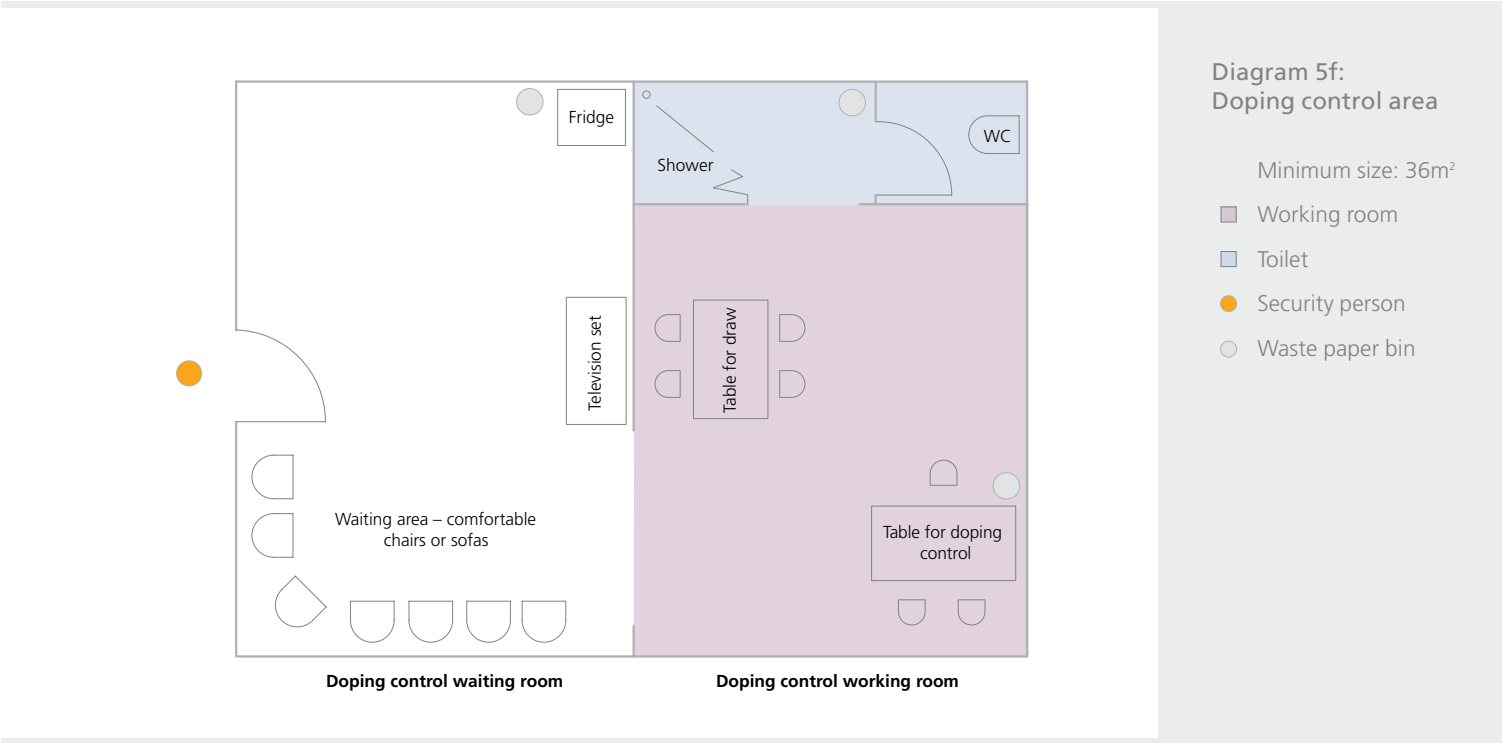 Diagram 5f:
Doping control area
Minimum size: 36m²
Working room
Toilet
Security person
Waste paper bin
Fridge
Shower
WC
Television set
Table for draw
Waiting area – comfortable
chairs or sofas
Table for doping
control
Doping control waiting room
Doping control working room